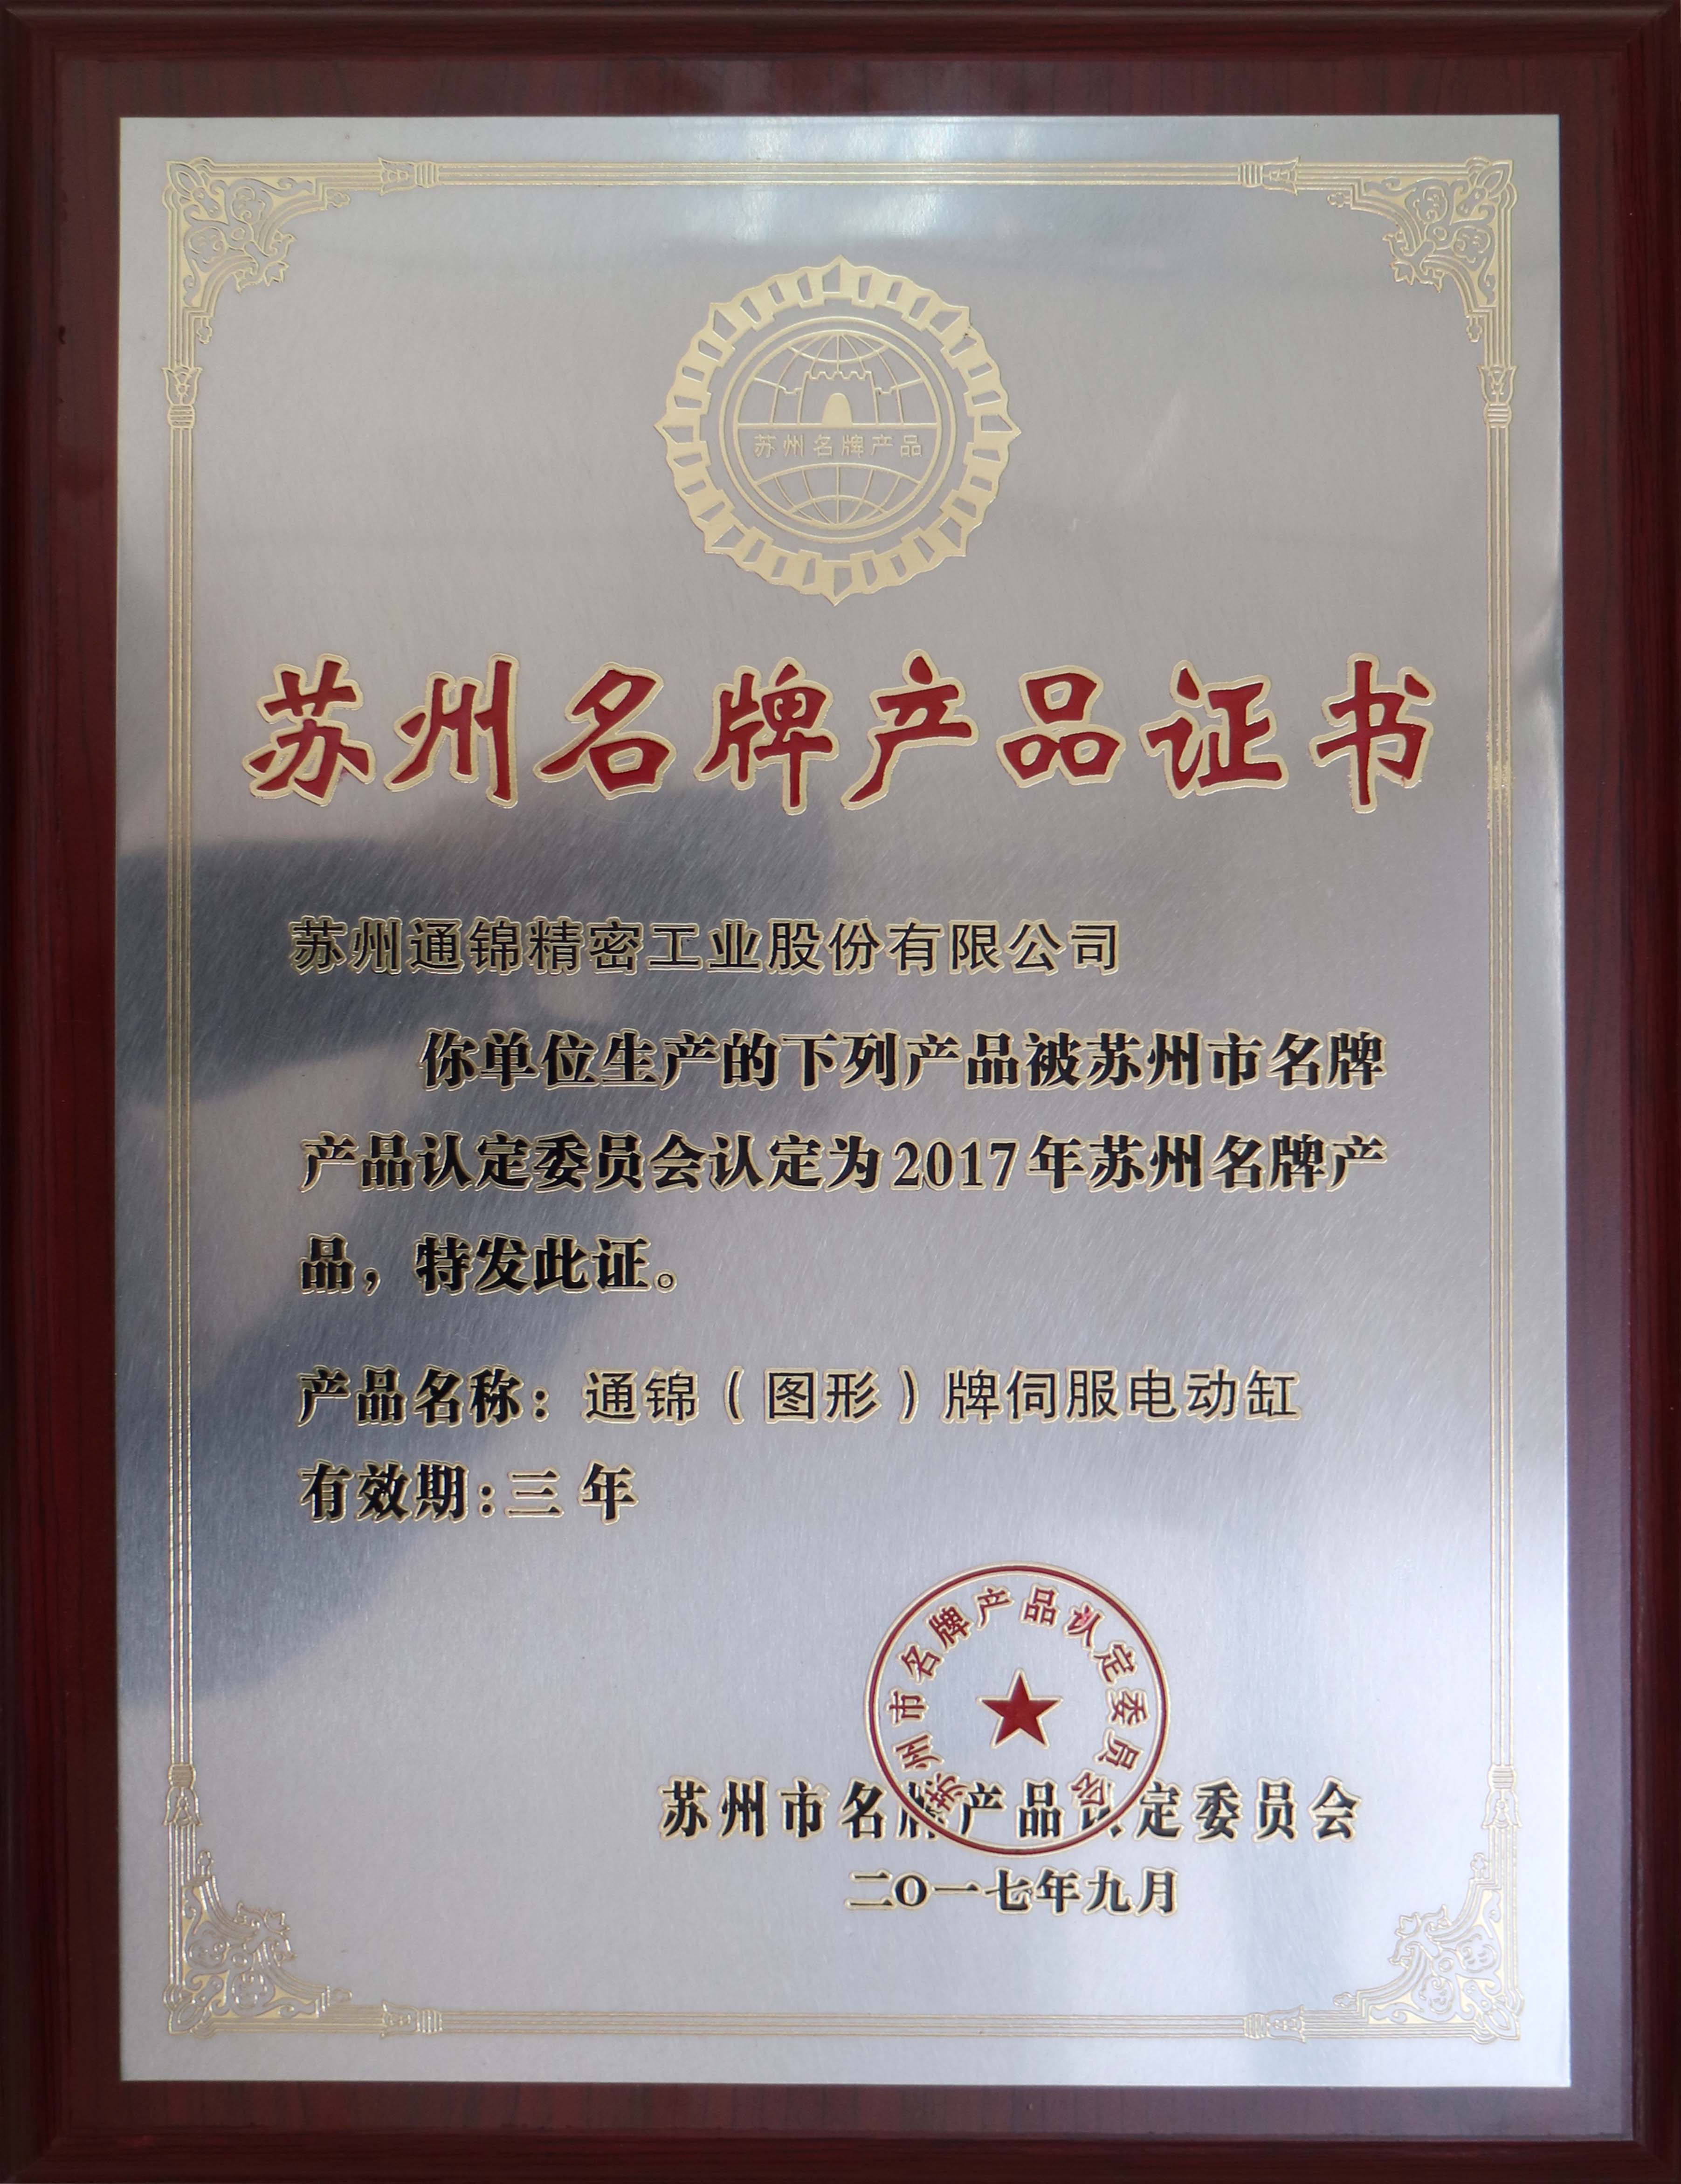 苏州名牌产品
苏州名牌产品证书
苏州通锦精密工业股份有限公司
你单位生产的下列产品被苏州市名牌
产品认定委员会认定为2017年苏州名牌产
品，特发此证。
产品名称：通锦（图形）牌伺服电动缸
有效期：三年
苏州市名牌产品认定委员会
苏州市名牌产品认定委员会
二〇一七年九月